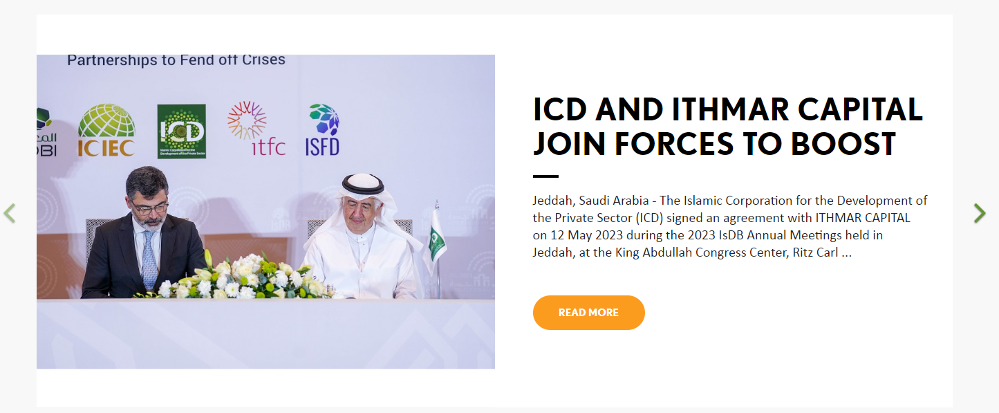 Partnerships to Fend off Crises
ICIEC
ICD
Islamic Corporation for the
Development of the Private Sector
itfc
ISFD
ICD AND ITHMAR CAPITAL
JOIN FORCES TO BOOST
Jeddah, Saudi Arabia - The Islamic Corporation for the Development of
the Private Sector (ICD) signed an agreement with ITHMAR CAPITAL
on 12 May 2023 during the 2023 IsDB Annual Meetings held in
Jeddah, at the King Abdullah Congress Center, Ritz Carl ...
READ MORE